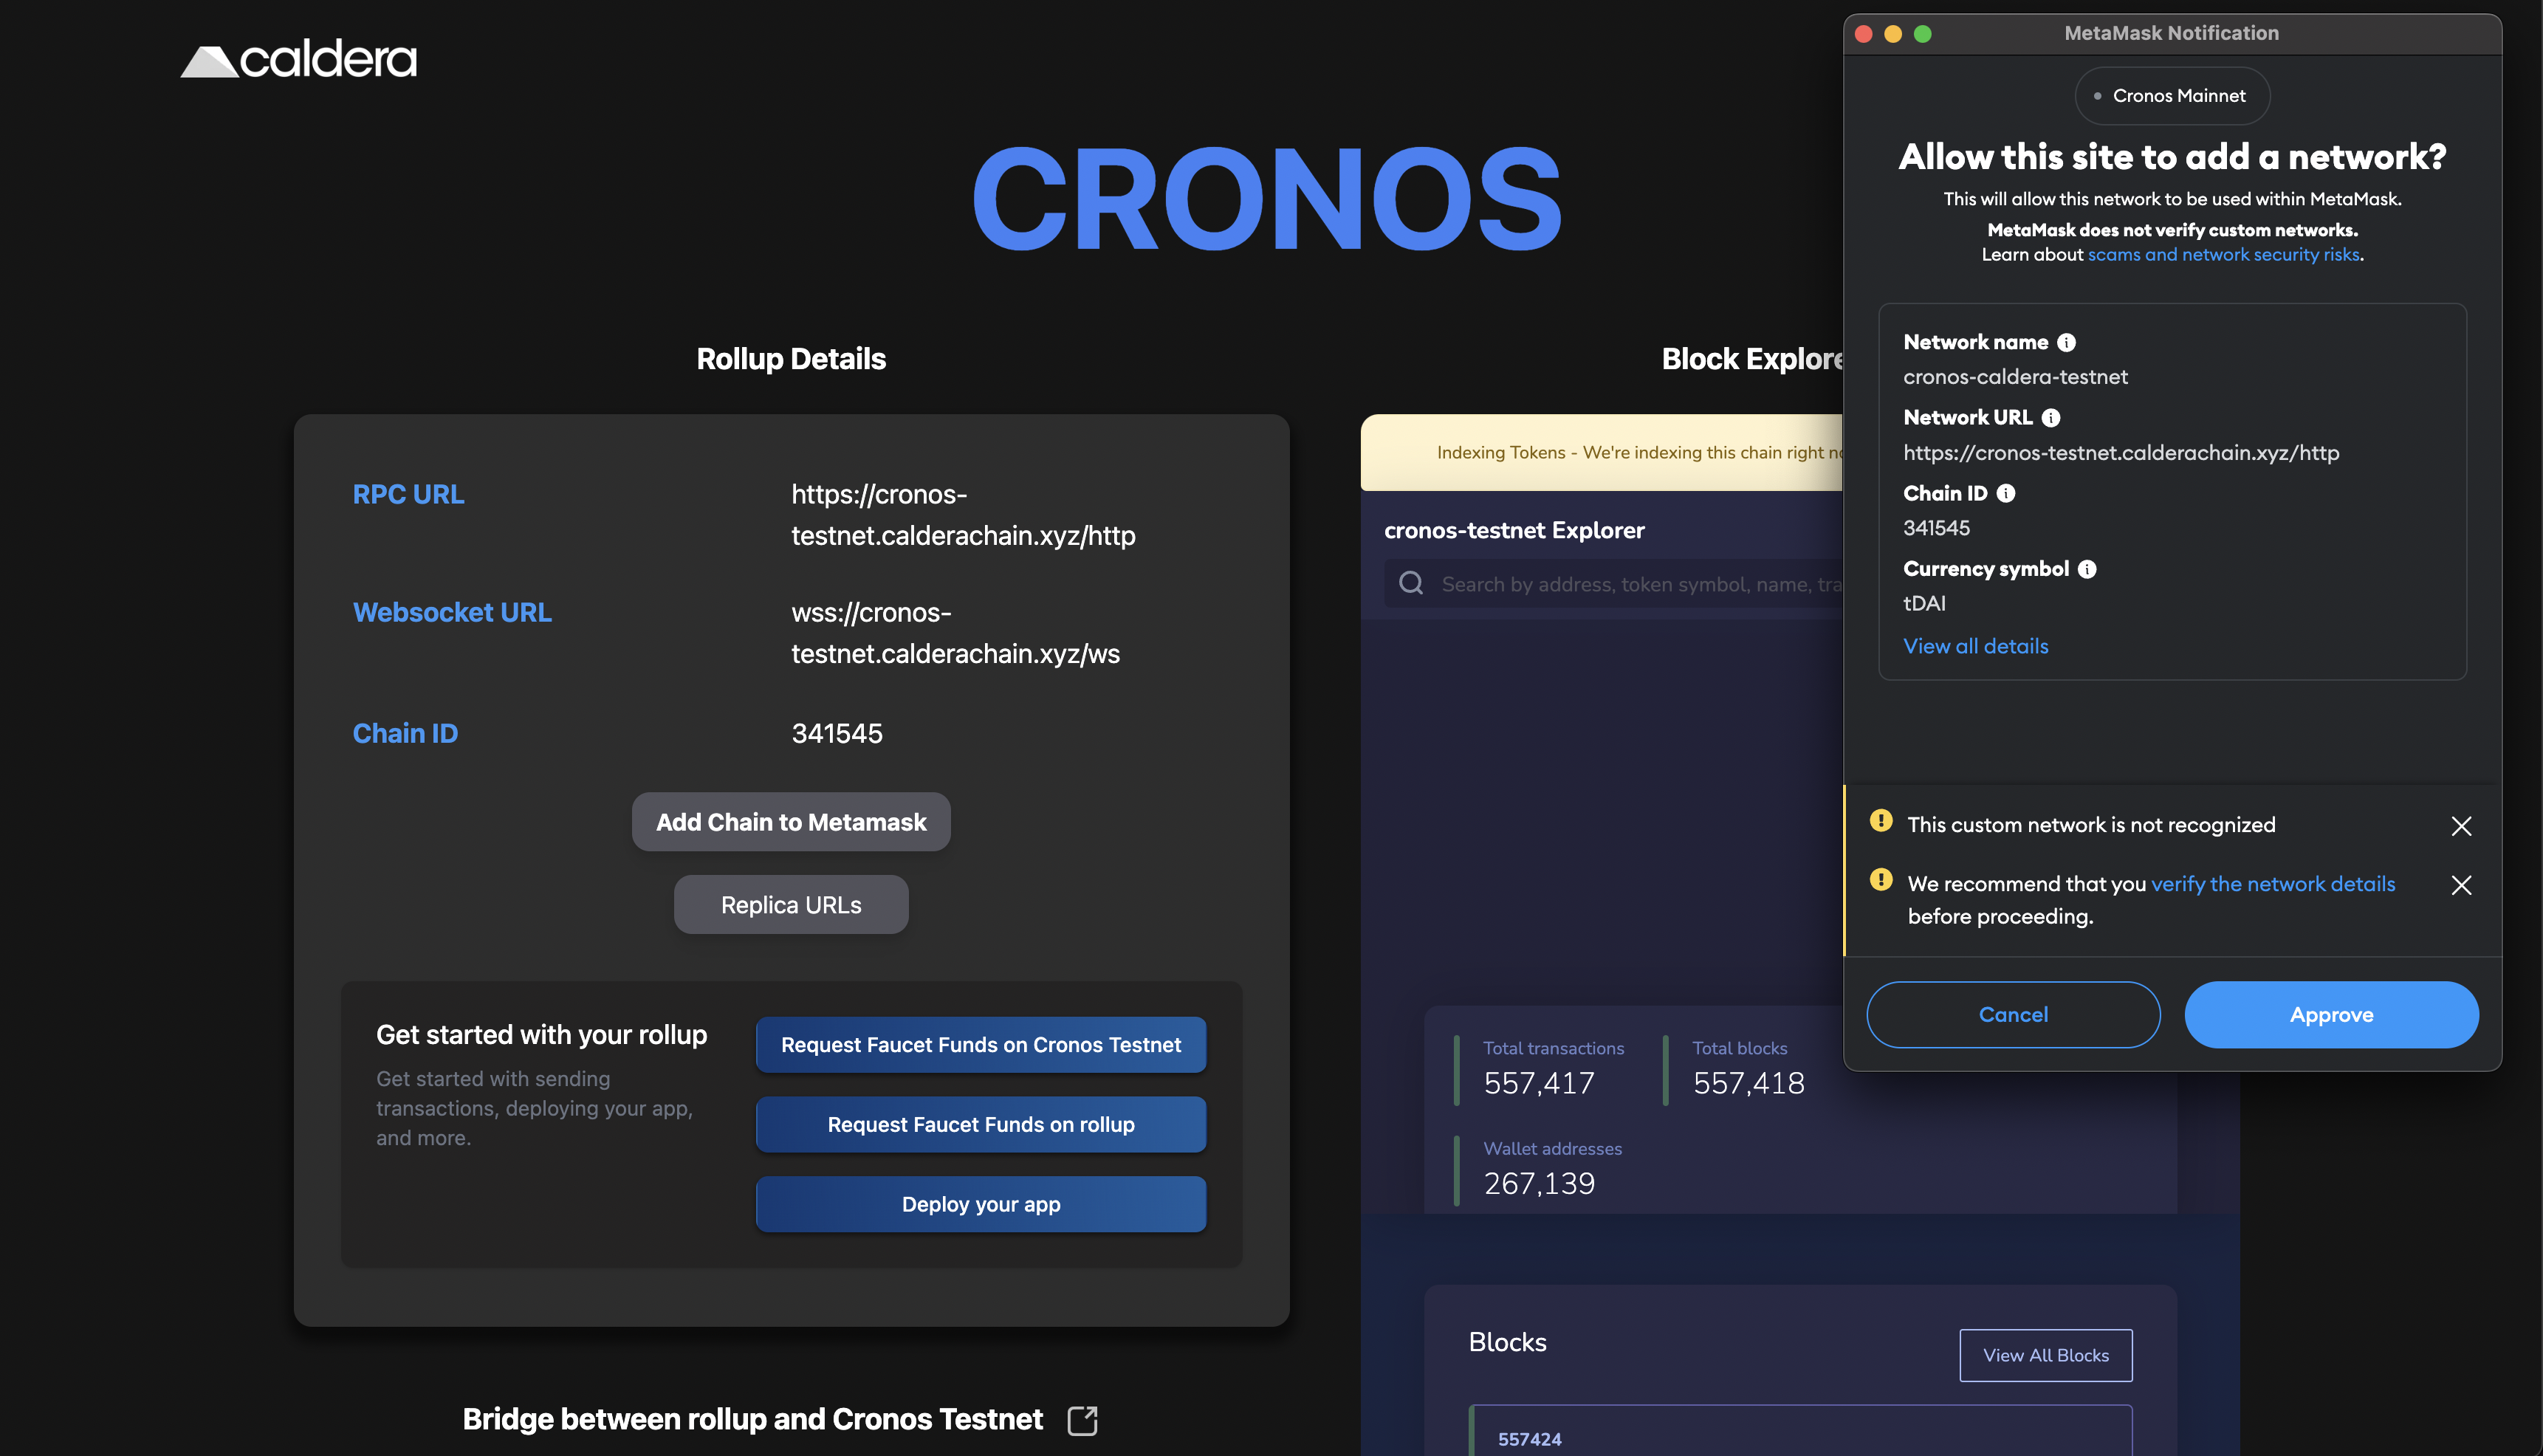 caldera
CRONOS
Rollup Details
RPC URL
https://cronos-
testnet.calderachain.xyz/http
Websocket URL
wss://cronos-
testnet.calderachain.xyz/ws
Chain ID
341545
Add Chain to Metamask
Replica URLs
Get started with your rollup
Get started with sending
transactions, deploying your app,
and more.
Request Faucet Funds on Cronos Testnet
Request Faucet Funds on rollup
Deploy your app
Bridge between rollup and Cronos Testnet
Block Explore
Indexing Tokens - We're indexing this chain right
cronos-testnet Explorer
Search by address, token symbol, name, tra
Total transactions
557,417
Total blocks
557,418
Wallet addresses
267,139
Blocks
View All Blocks
557424
MetaMask Notification
Cronos Mainnet
Allow this site to add a network?
This will allow this network to be used within MetaMask.
MetaMask does not verify custom networks.
Learn about scams and network security risks.
Network name
cronos-caldera-testnet
Network URL
https://cronos-testnet.calderachain.xyz/http
Chain ID
341545
Currency symbol
tDAI
View all details
This custom network is not recognized
We recommend that you verify the network details
before proceeding.
Cancel
Approve